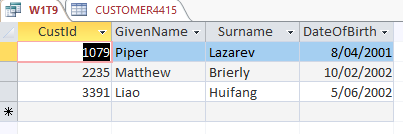 W1T9 CUSTOMER4415
CustId GivenName Surname DateOfBirth
1079 Piper Lazarev 8/04/2001
2235 Matthew Brierly 10/02/2002
3391 Liao Huifang 5/06/2002